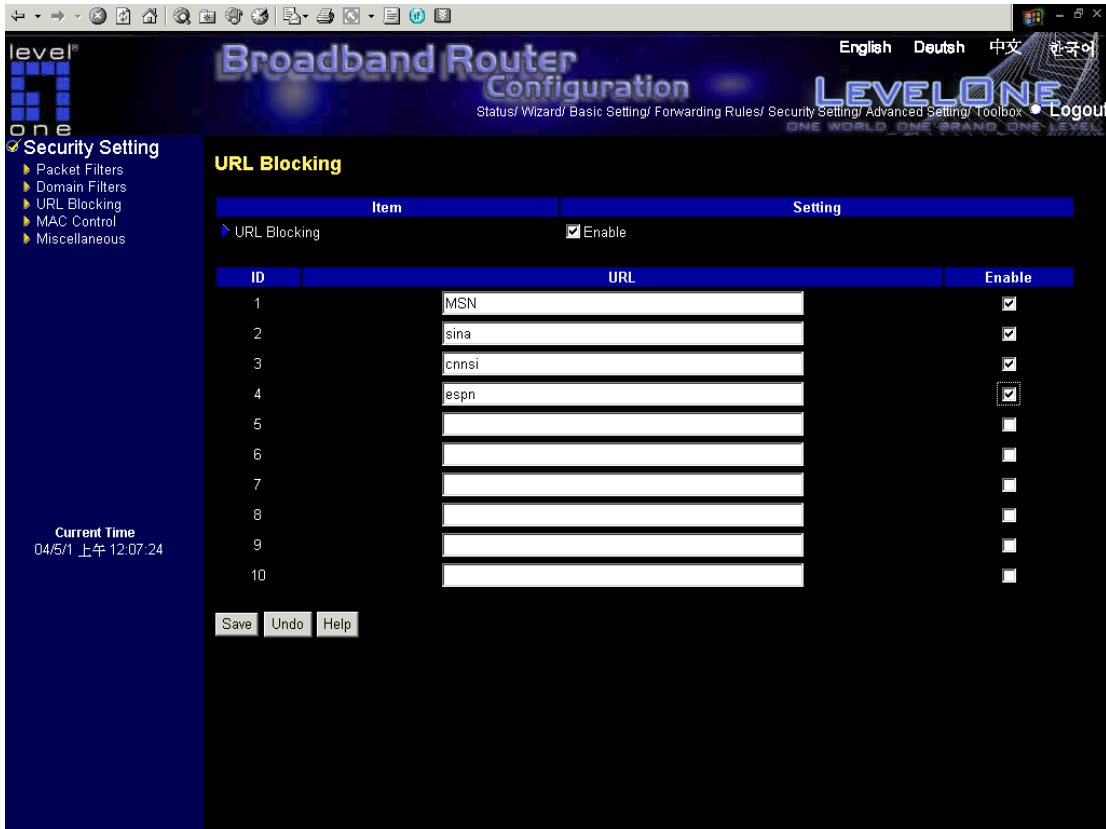 level®
one
Broadband Router
Configuration
English Deutsh 中文 한국어
LEVELONE
Status/ Wizard/ Basic Setting/ Forwarding Rules/ Security Setting/ Advanced Setting/ Toolbox Logout
ONE WORLD ONE BRAND ONE LEVEL
Security Setting
Packet Filters
Domain Filters
URL Blocking
MAC Control
Miscellaneous
Current Time
04/5/1 上午 12:07:24
URL Blocking
Item Setting
URL Blocking Enable
ID URL Enable
1 MSN
2 sina
3 cnnsi
4 espn
5
6
7
8
9
10
Save Undo Help